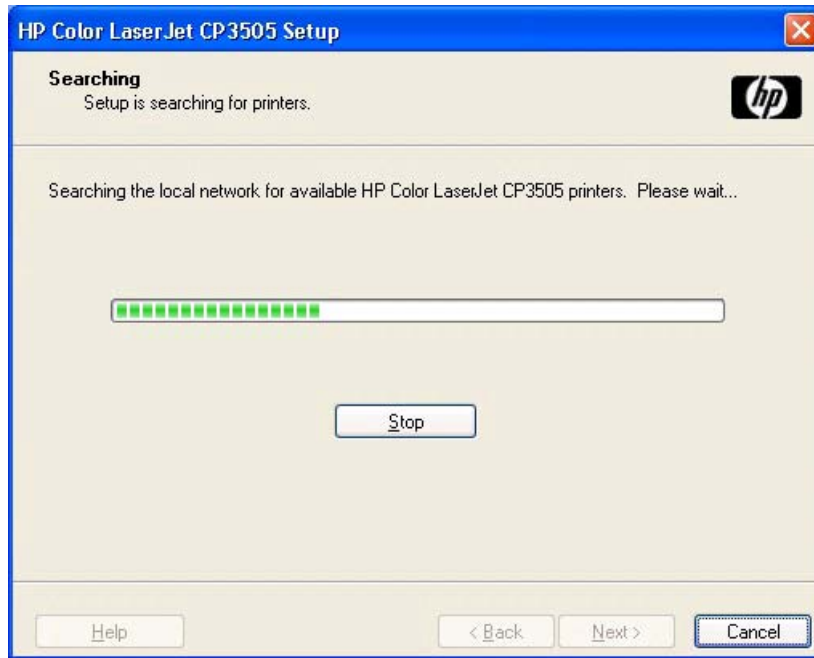 HP Color LaserJet CP3505 Setup
Searching
Setup is searching for printers.
hp
Searching the local network for available HP Color LaserJet CP3505 printers. Please wait...
Stop
Help
< Back
Next >
Cancel